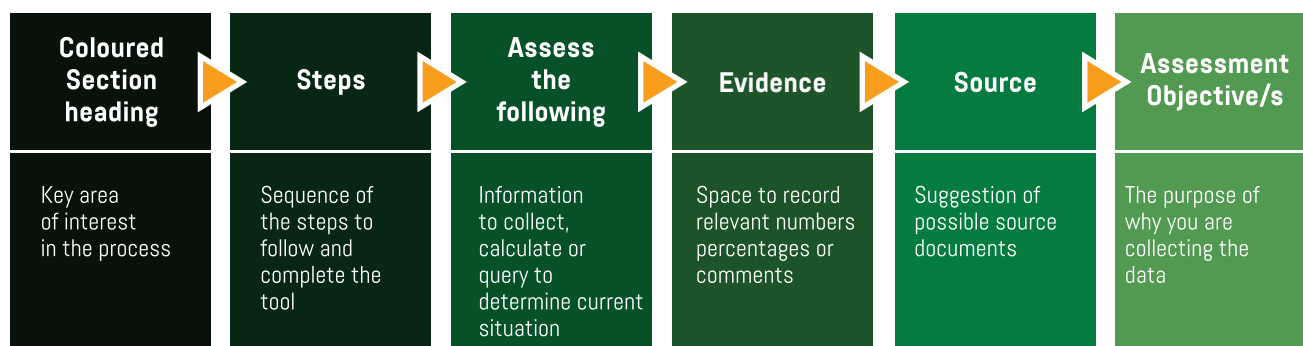 Coloured
Section
heading
Steps
Assess
the
following
Evidence
Source
Assessment
Objective/s
Key area
of interest
in the process
Sequence of
the steps to
follow and
complete the
tool
Information
to collect,
calculate or
query to
determine current
situation
Space to record
relevant numbers
percentages or
comments
Suggestion of
possible source
documents
The purpose of
why you are
collecting the
data